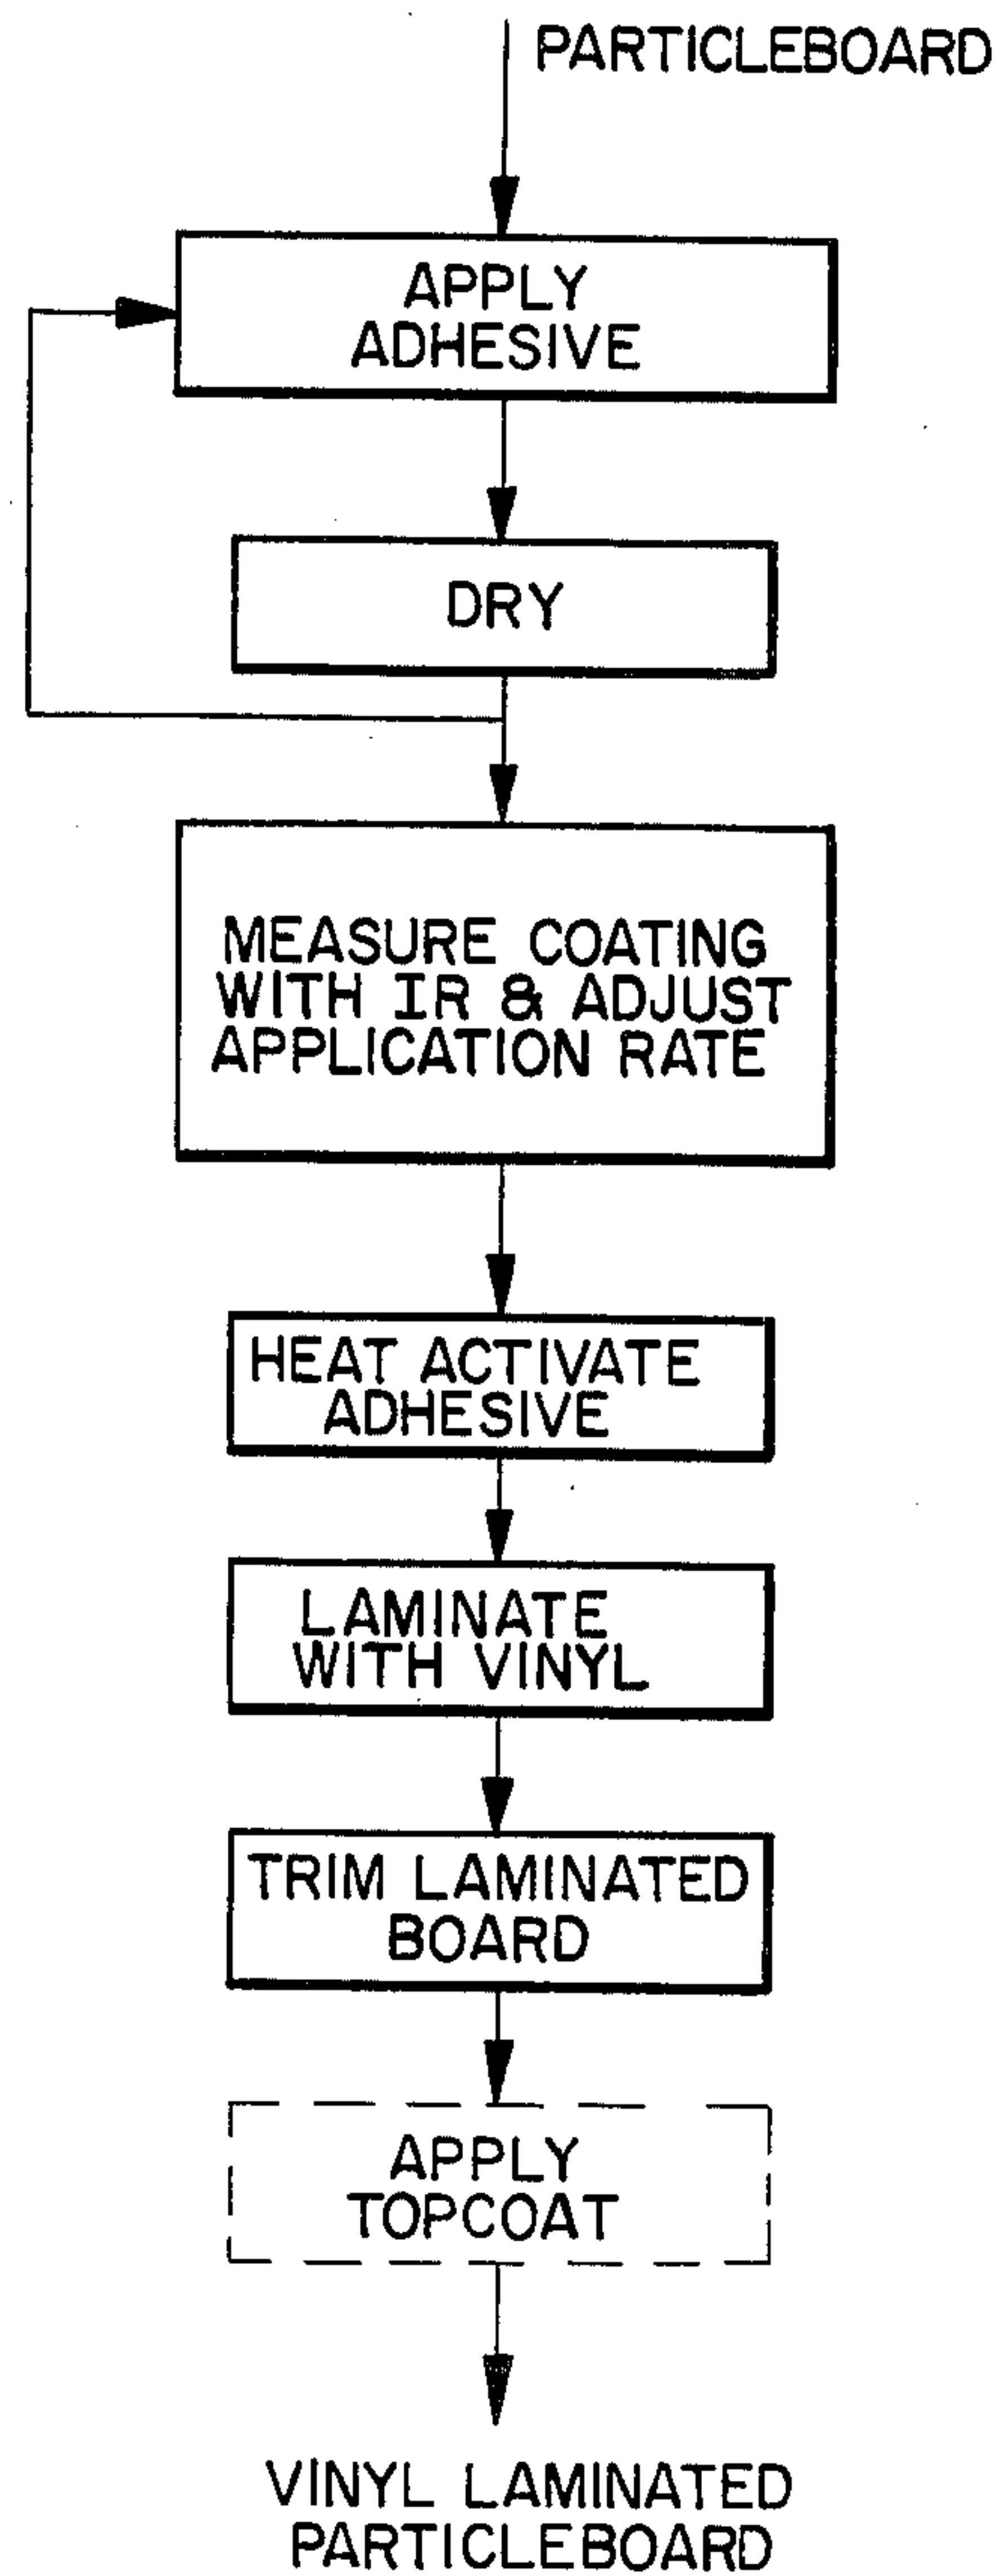 PARTICLEBOARD
APPLY
ADHESIVE
DRY
MEASURE COATING
WITH IR & ADJUST
APPLICATION RATE
HEAT ACTIVATE
ADHESIVE
LAMINATE
WITH VINYL
TRIM LAMINATED
BOARD
APPLY
TOPCOAT
VINYL LAMINATED
PARTICLEBOARD